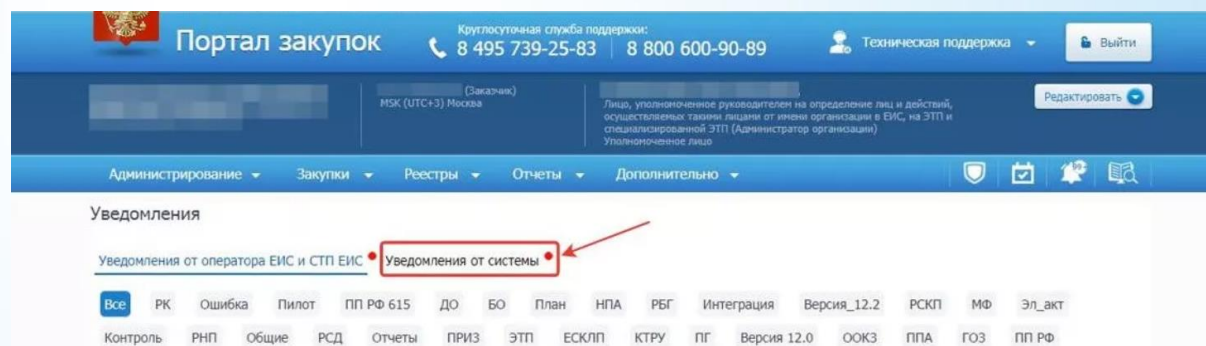 Портал закупок
Круглосуточная служба поддержки:
8 495 739-25-83 | 8 800 600-90-89
Техническая поддержка
Выйти
(Заказчик)
MSK (UTC+3) Москва
Лицо, уполномоченное руководителем на определение лиц и действий,
осуществляемых такими лицами от имени организации в ЕИС, на ЭТП и
специализированной ЭТП (Администратор организации)
Уполномоченное лицо
Редактировать
Администрирование Закупки Реестры Отчеты Дополнительно
Уведомления
Уведомления от оператора ЕИС и СТП ЕИС Уведомления от системы
Все РК Ошибка Пилот ПП РФ 615 ДО БО План НПА РБГ Интеграция Версия_12.2 РСКП МФ Эл_акт
Контроль РНП Общие РСД Отчеты ПРИЗ ЭТП ЕСКЛП КТРУ ПГ Версия 12.0 ООКЗ ППА ГОЗ ПП РФ